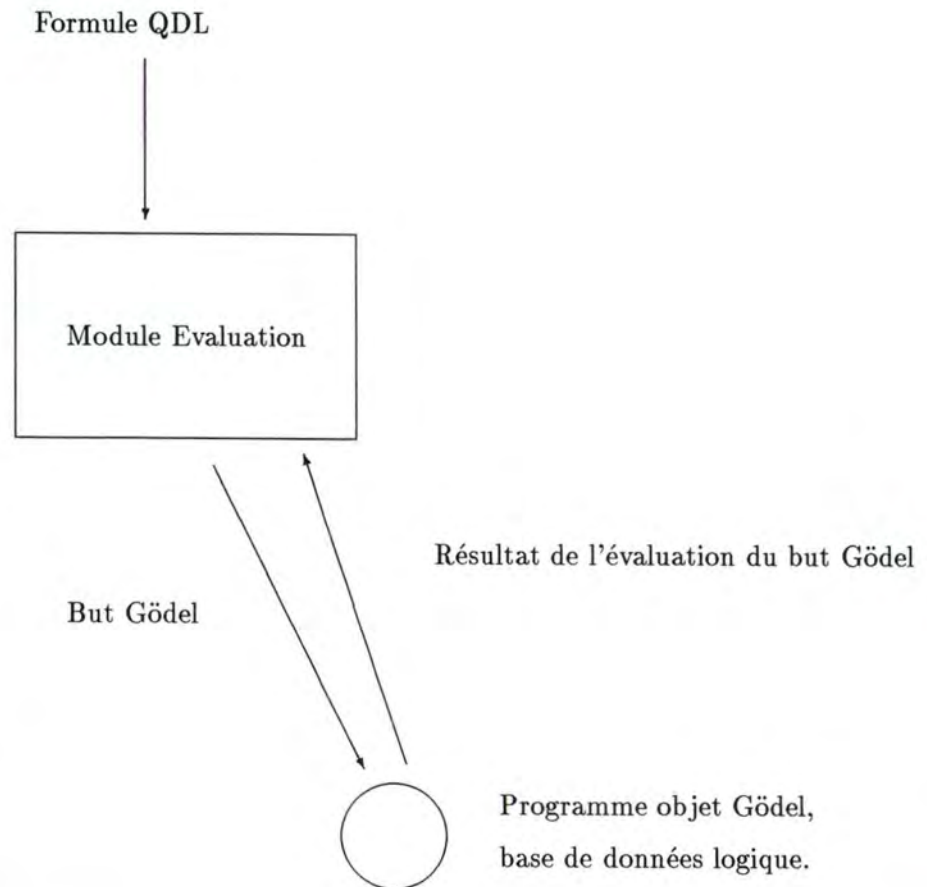 Formule QDL
Module Evaluation
Résultat de l'évaluation du but Gödel
But Gödel
Programme objet Gödel,
base de données logique.